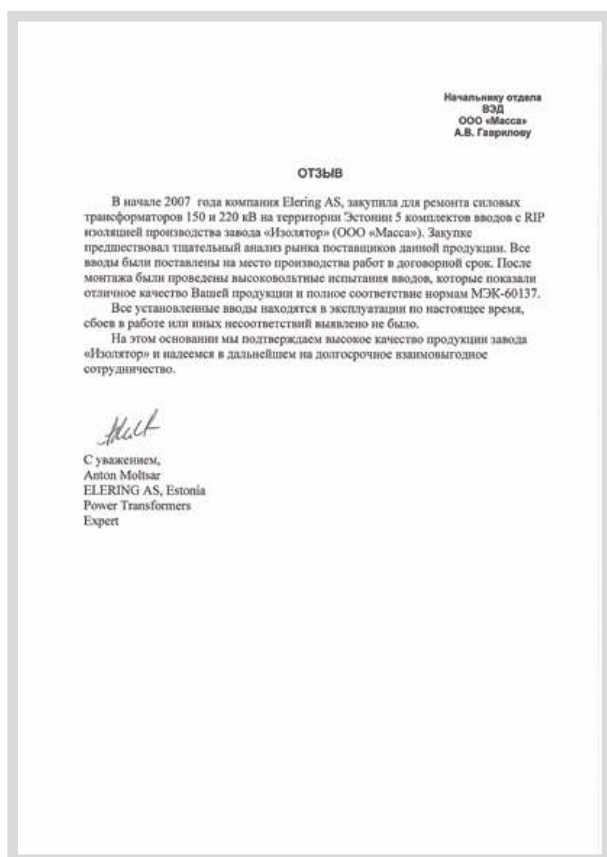 Начальнику отдела
ВЭД
ООО «Масса»
А.В. Гаврилову
ОТЗЫВ
В начале 2007 года компания Elering AS, закупила для ремонта силовых
трансформаторов 150 и 220 кВ на территории Эстонии 5 комплектов вводов с RIP
изоляцией производства завода «Изолятор» (ООО «Масса»). Закупке
предшествовал тщательный анализ рынка поставщиков данной продукции. Все
вводы были поставлены на место производства работ в договорной срок. После
монтажа были проведены высоковольтные испытания вводов, которые показали
отличное качество Вашей продукции и полное соответствие нормам МЭК-60137.
Все установленные вводы находятся в эксплуатации по настоящее время,
сбоев в работе или иных несоответствий выявлено не было.
На этом основании мы подтверждаем высокое качество продукции завода
«Изолятор» и надеемся в дальнейшем на долгосрочное взаимовыгодное
сотрудничество.
С уважением,
Anton Moltsar
ELERING AS, Estonia
Power Transformers
Expert